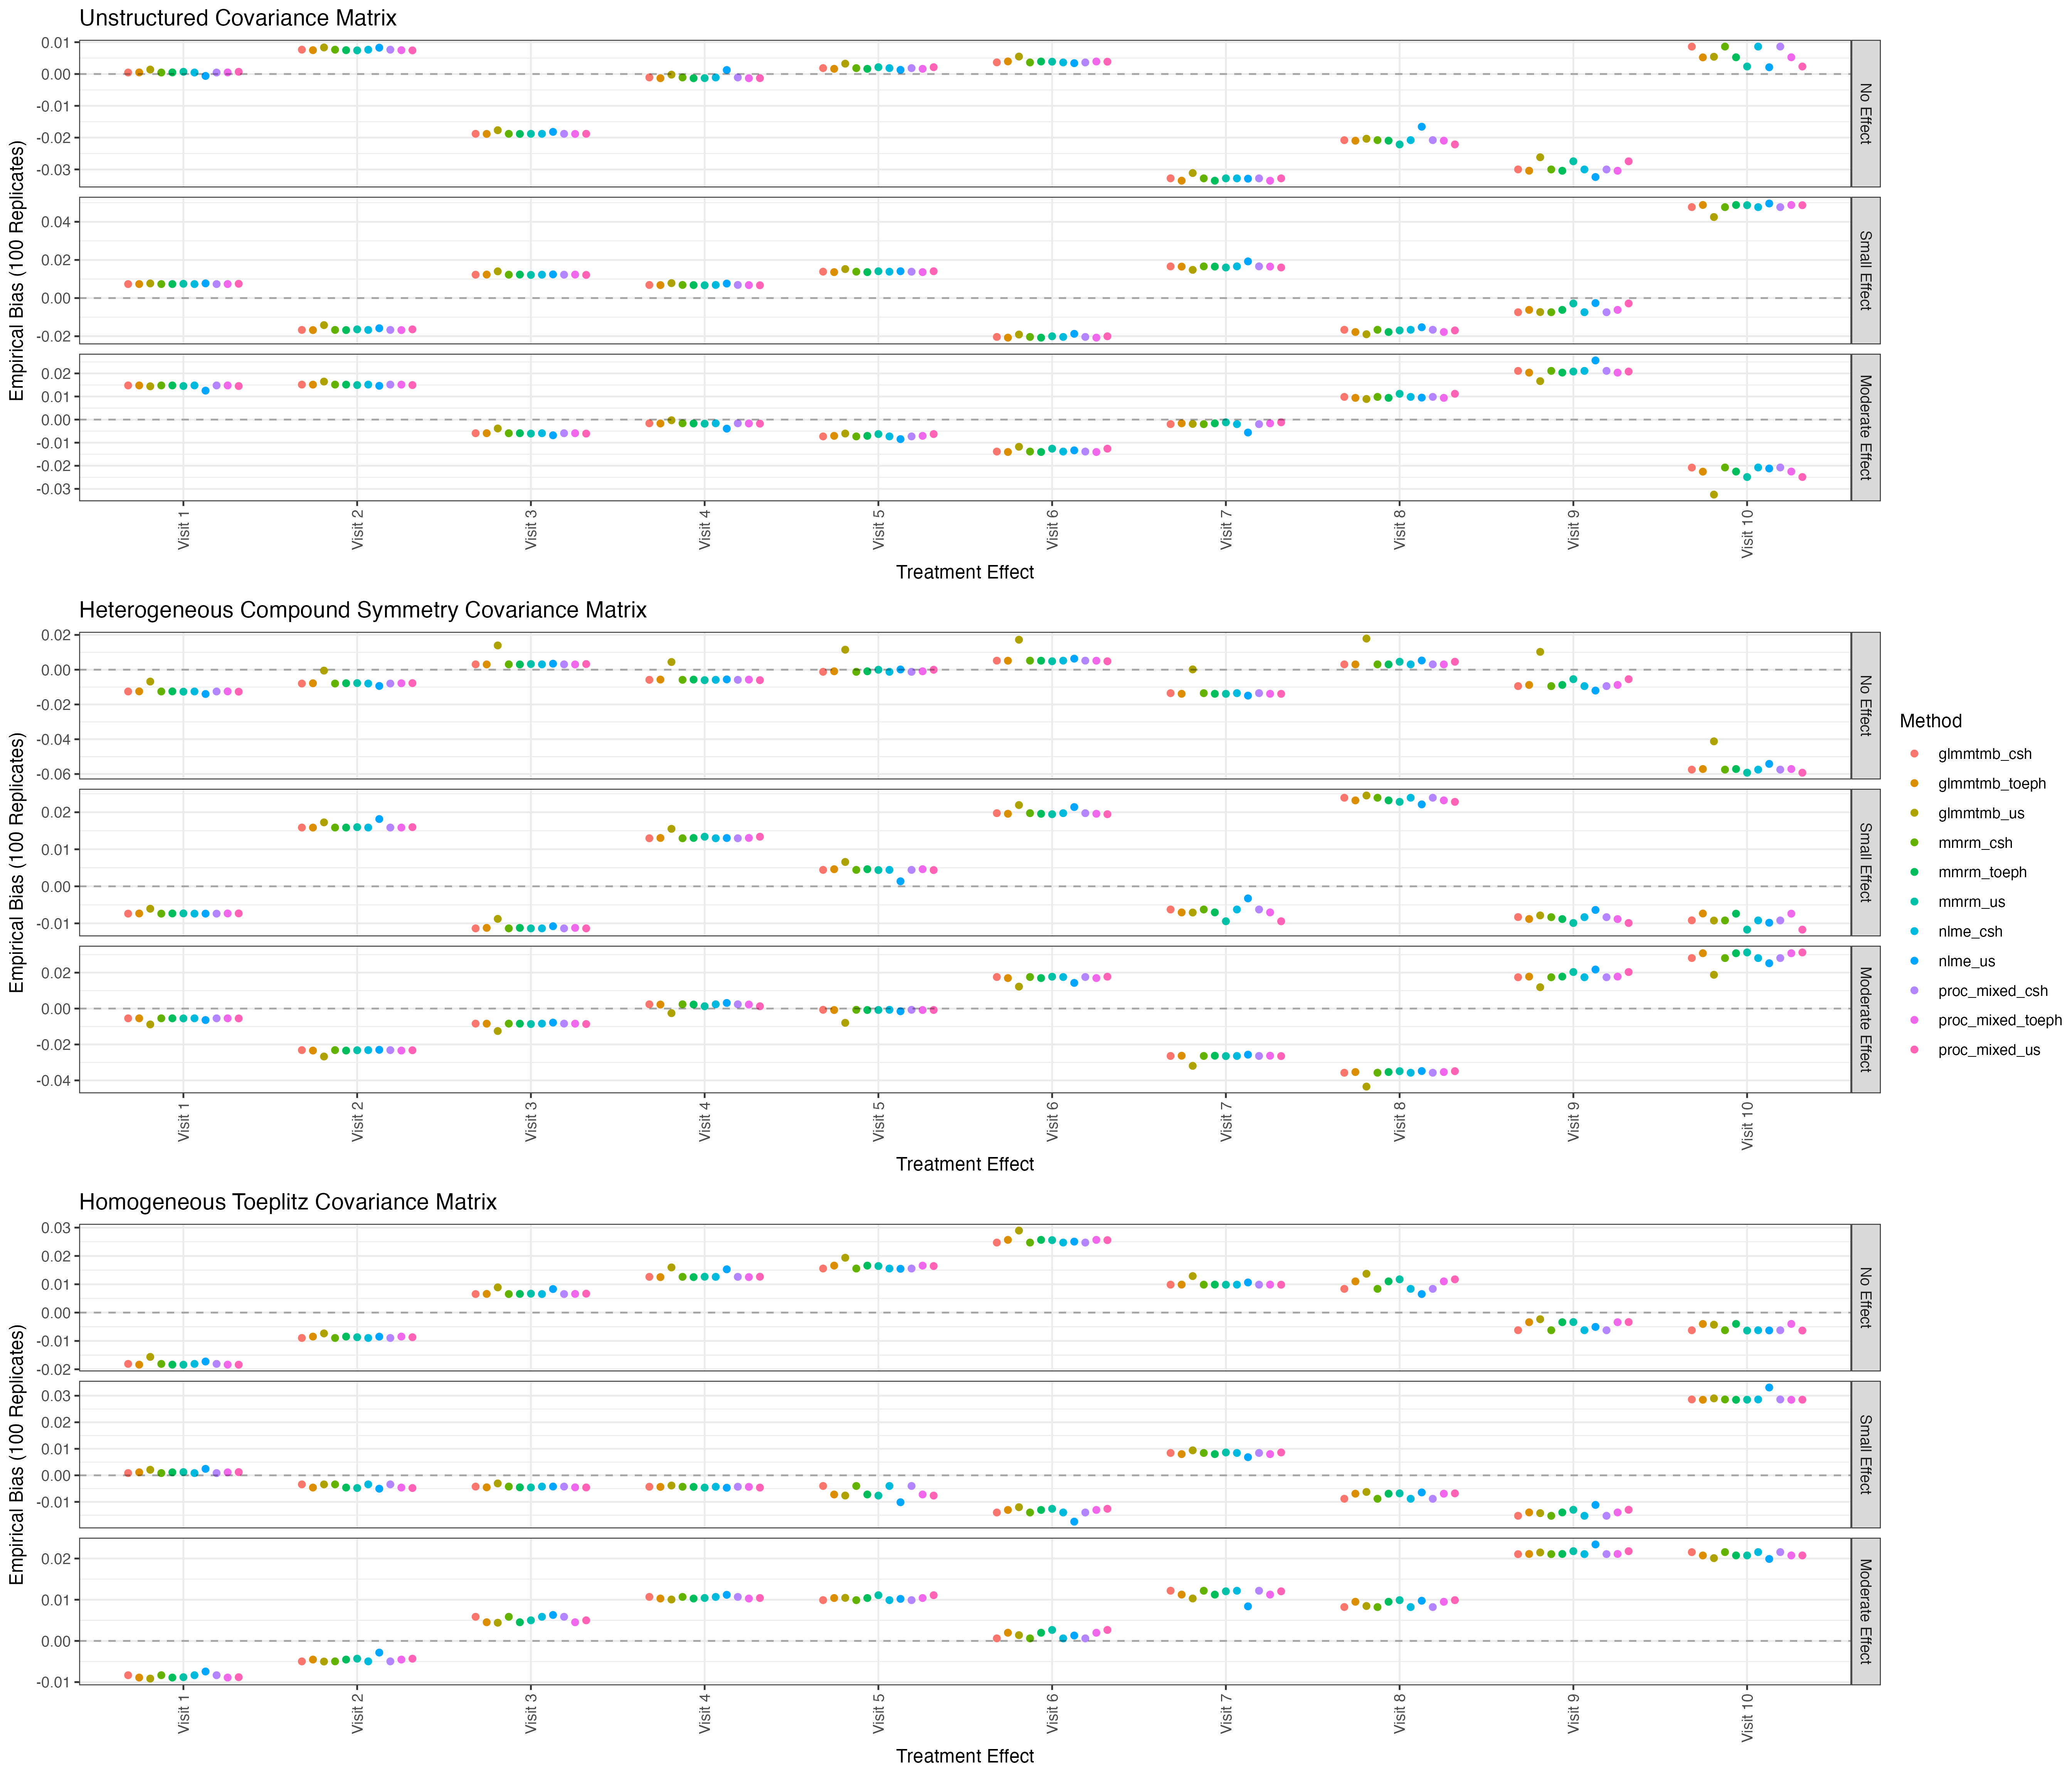 Unstructured Covariance Matrix
Empirical Bias (100 Replicates)
0.01
0.00
-0.01
-0.02
-0.03
No Effect
0.04
0.02
0.00
-0.02
Small Effect
0.02
0.01
0.00
-0.01
-0.02
-0.03
Moderate Effect
Visit 1
Visit 2
Visit 3
Visit 4
Visit 5
Visit 6
Visit 7
Visit 8
Visit 9
Visit 10
Treatment Effect
Heterogeneous Compound Symmetry Covariance Matrix
Empirical Bias (100 Replicates)
0.02
0.00
-0.02
-0.04
-0.06
No Effect
0.02
0.01
0.00
-0.01
Small Effect
0.02
0.00
-0.02
-0.04
Moderate Effect
Visit 1
Visit 2
Visit 3
Visit 4
Visit 5
Visit 6
Visit 7
Visit 8
Visit 9
Visit 10
Treatment Effect
Homogeneous Toeplitz Covariance Matrix
Empirical Bias (100 Replicates)
0.03
0.02
0.01
0.00
-0.01
-0.02
No Effect
0.03
0.02
0.01
0.00
-0.01
Small Effect
0.02
0.01
0.00
-0.01
Moderate Effect
Visit 1
Visit 2
Visit 3
Visit 4
Visit 5
Visit 6
Visit 7
Visit 8
Visit 9
Visit 10
Treatment Effect
Method
glmmtmb_csh
glmmtmb_toeph
glmmtmb_us
mmrm_csh
mmrm_toeph
mmrm_us
nlme_csh
nlme_us
proc_mixed_csh
proc_mixed_toeph
proc_mixed_us